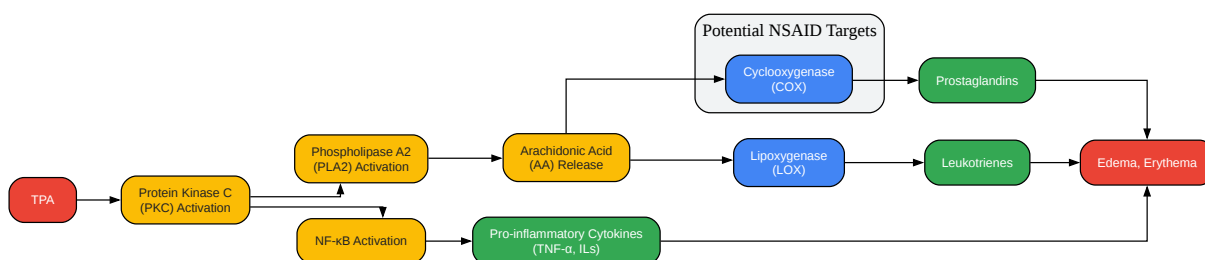 Potential NSAID Targets
Cyclooxygenase
(COX)
Prostaglandins
Phospholipase A2
(PLA2) Activation
Arachidonic Acid
(AA) Release
Lipoxygenase
(LOX)
Leukotrienes
Edema, Erythema
TPA
Protein Kinase C
(PKC) Activation
NF-κB Activation
Pro-inflammatory Cytokines
(TNF-α, ILs)